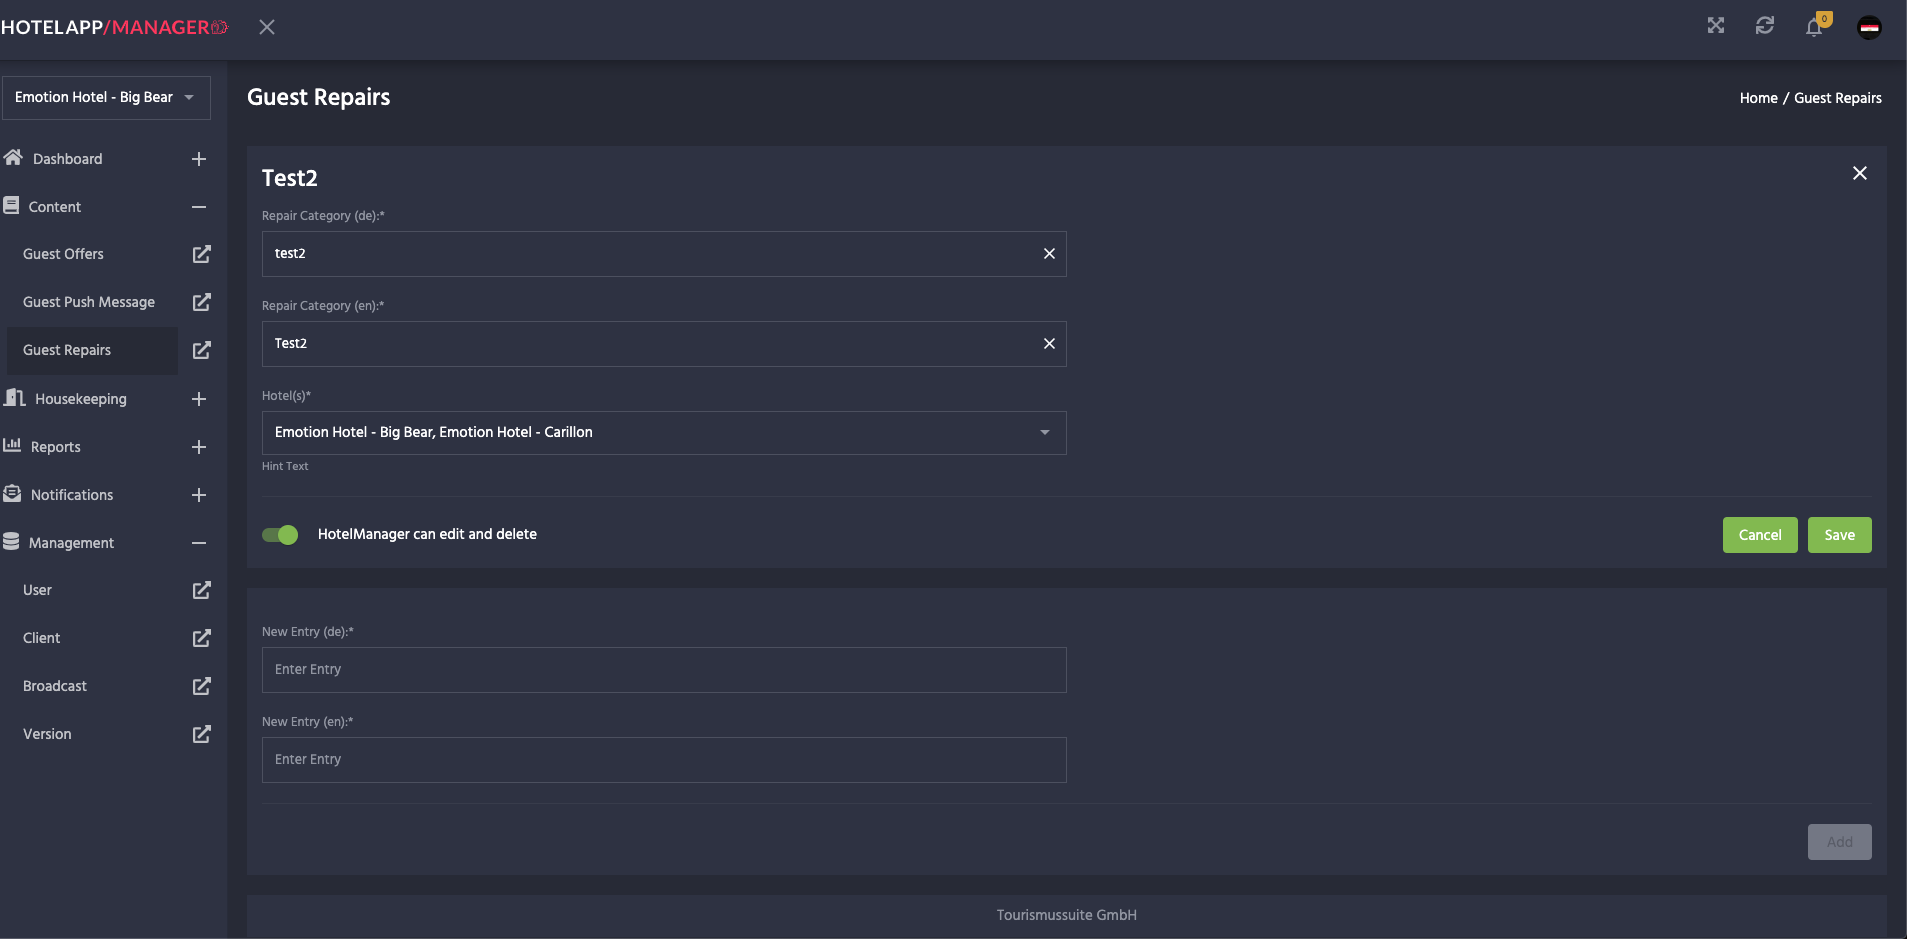 HOTELAPP/MANAGER
0
Emotion Hotel - Big Bear
Dashboard
Content
Guest Offers
Guest Push Message
Guest Repairs
Housekeeping
Reports
Notifications
Management
User
Client
Broadcast
Version
Guest Repairs
Home / Guest Repairs
Test2
Repair Category (de):*
test2
Repair Category (en):*
Test2
Hotel(s)*
Emotion Hotel - Big Bear, Emotion Hotel - Carillon
Hint Text
HotelManager can edit and delete
Cancel
Save
New Entry (de):*
Enter Entry
New Entry (en):*
Enter Entry
Add
Tourismussuite GmbH